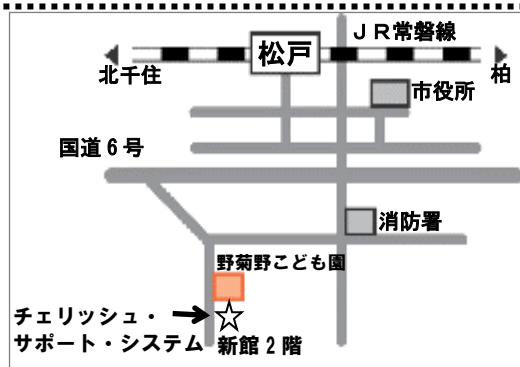 ＪＲ常磐線
松戸
北千住
柏
市役所
国道６号
消防署
野菊野こども園
チェリッシュ・
サポート・システム
新館２階